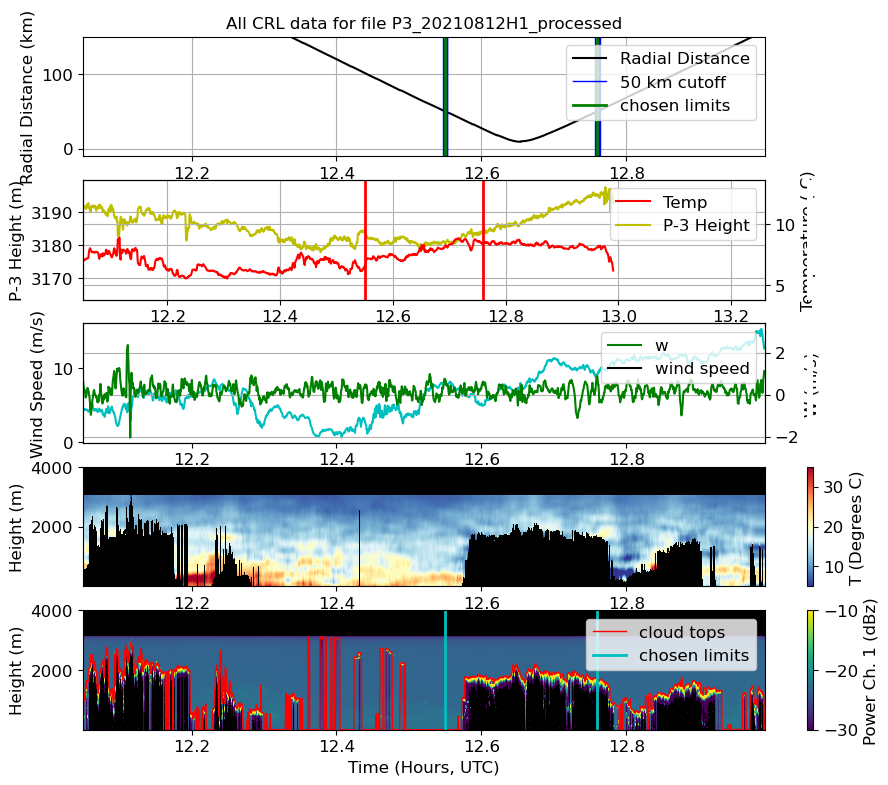 All CRL data for file P3_20210812H1_processed
Radial Distance (km)
100
0
Radial Distance
50 km cutoff
chosen limits
12.2 12.4 12.6 12.8
P-3 Height (m)
3190
3180
3170
Temp
P-3 Height
10
5
12.2 12.4 12.6 12.8 13.0 13.2
Wind Speed (m/s)
10
0
w
wind speed
2
0
−2
12.2 12.4 12.6 12.8
Height (m)
4000
2000
30
20
10
T (Degrees C)
12.2 12.4 12.6 12.8
Height (m)
4000
2000
cloud tops
chosen limits
−10
−20
−30
Power Ch. 1 (dBz)
12.2 12.4 12.6 12.8
Time (Hours, UTC)